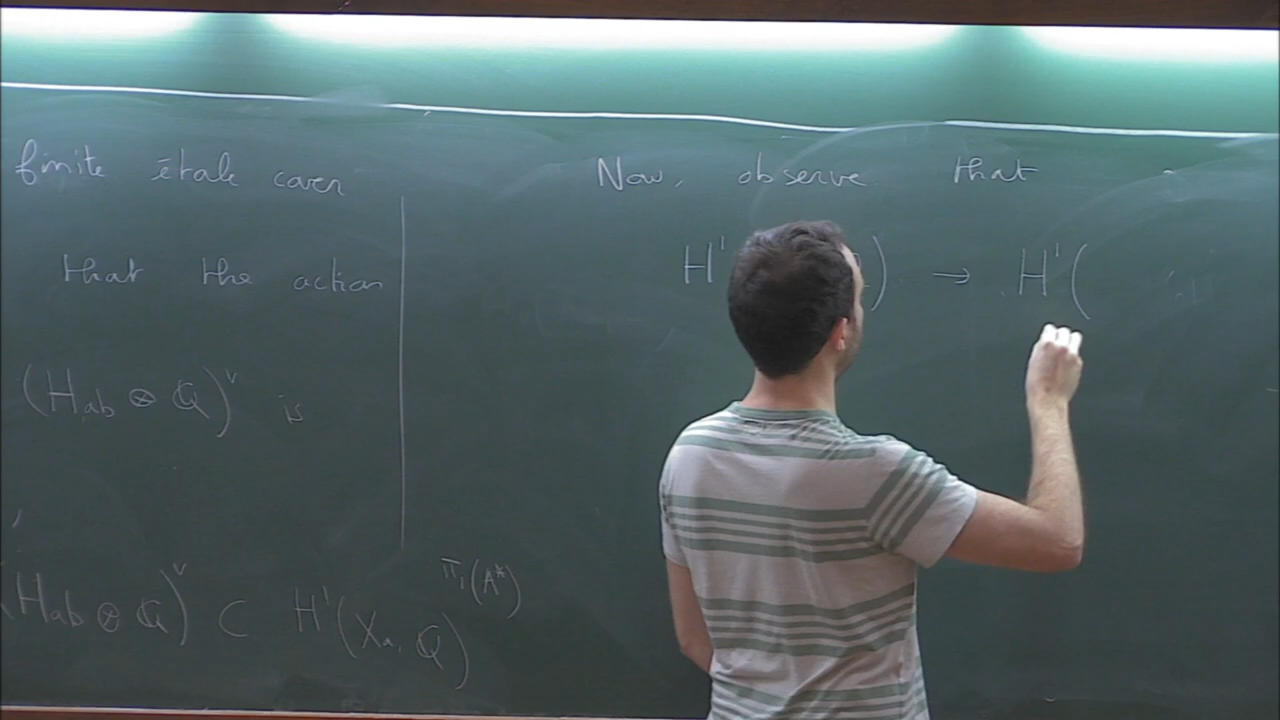 finite étale cover
that the action
(H_ab ⊗ ℚ)^∨ is
,
(H_ab ⊗ ℚ)^∨ ⊂ H^1(X_a, ℚ)^{π_1(A*)}
Now, observe that
H^1 ) → H^1(